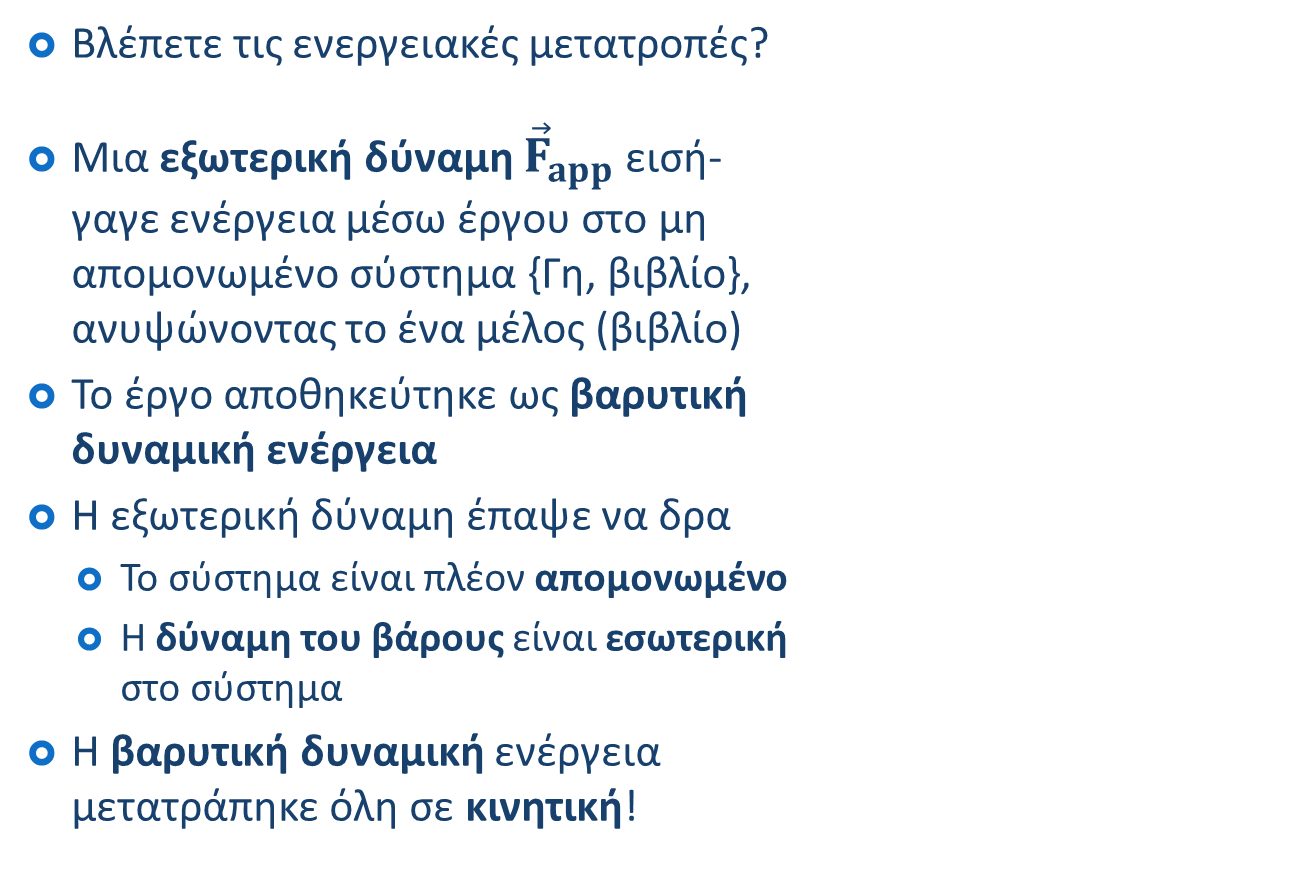 Βλέπετε τις ενεργειακές μετατροπές?
Μια εξωτερική δύναμη F⃗app εισή-
γαγε ενέργεια μέσω έργου στο μη
απομονωμένο σύστημα {Γη, βιβλίο},
ανυψώνοντας το ένα μέλος (βιβλίο)
Το έργο αποθηκεύτηκε ως βαρυτική
δυναμική ενέργεια
Η εξωτερική δύναμη έπαψε να δρα
Το σύστημα είναι πλέον απομονωμένο
Η δύναμη του βάρους είναι εσωτερική
στο σύστημα
Η βαρυτική δυναμική ενέργεια
μετατράπηκε όλη σε κινητική!